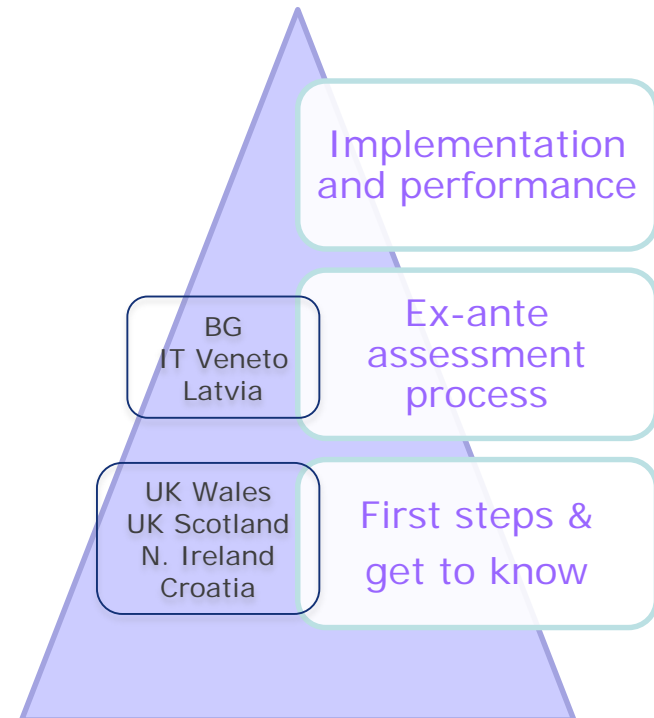 Implementation
and performance
BG
IT Veneto
Latvia
Ex-ante
assessment
process
UK Wales
UK Scotland
N. Ireland
Croatia
First steps &
get to know